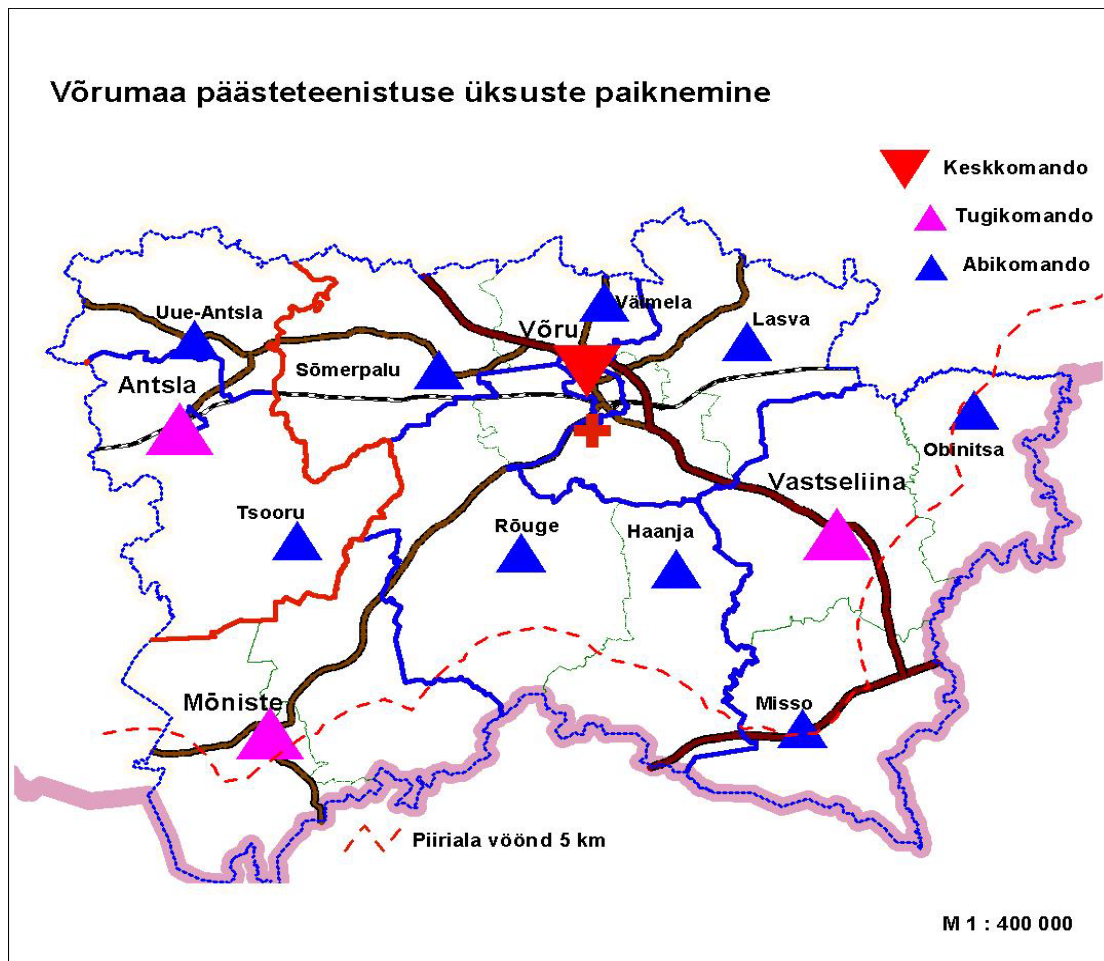 Võrumaa päästeteenistuse üksuste paiknemine
Keskkomando
Tugikomando
Abikomando
Uue-Antsla
Väimela
Lasva
Võru
Sõmerpalu
Antsla
Obinitsa
Vastseliina
Tsooru
Rõuge
Haanja
Mõniste
Misso
Piiriala vöönd 5 km
M 1 : 400 000